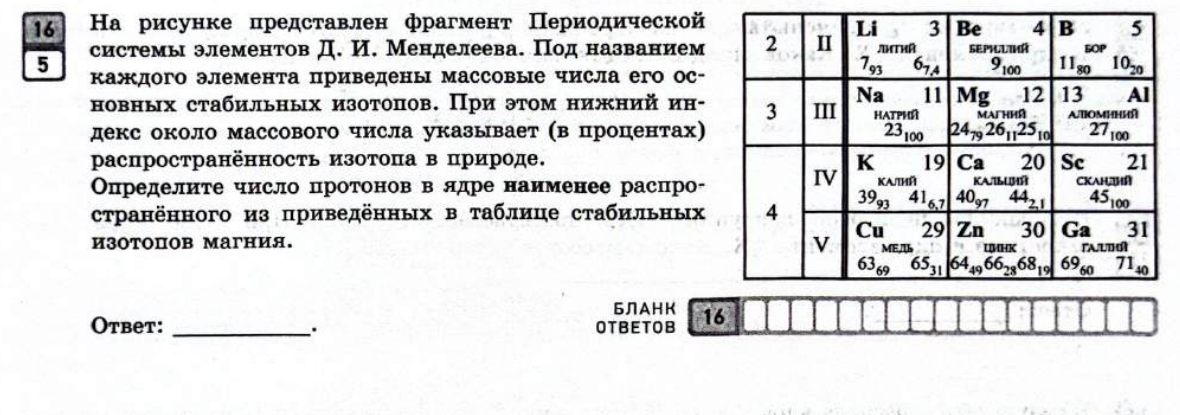 16
5
На рисунке представлен фрагмент Периодической
системы элементов Д. И. Менделеева. Под названием
каждого элемента приведены массовые числа его ос-
новных стабильных изотопов. При этом нижний ин-
декс около массового числа указывает (в процентах)
распространённость изотопа в природе.
Определите число протонов в ядре наименее распро-
странённого из приведённых в таблице стабильных
изотопов магния.
2 II Li 3 Be 4 B 5
ЛИТИЙ БЕРИЛЛИЙ БОР
7₉₃ 6₇,₄ 9₁₀₀ 11₈₀ 10₂₀
3 III Na 11 Mg 12 13 Al
НАТРИЙ МАГНИЙ АЛЮМИНИЙ
23₁₀₀ 24₇₉ 26₁₁ 25₁₀ 27₁₀₀
4 IV K 19 Ca 20 Sc 21
КАЛИЙ КАЛЬЦИЙ СКАНДИЙ
39₉₃ 41₆,₇ 40₉₇ 44₂,₁ 45₁₀₀
V Cu 29 Zn 30 Ga 31
МЕДЬ ЦИНК ГАЛЛИЙ
63₆₉ 65₃₁ 64₄₉ 66₂₈ 68₁₉ 69₆₀ 71₄₀
Ответ: ____________.
БЛАНК
ОТВЕТОВ 16